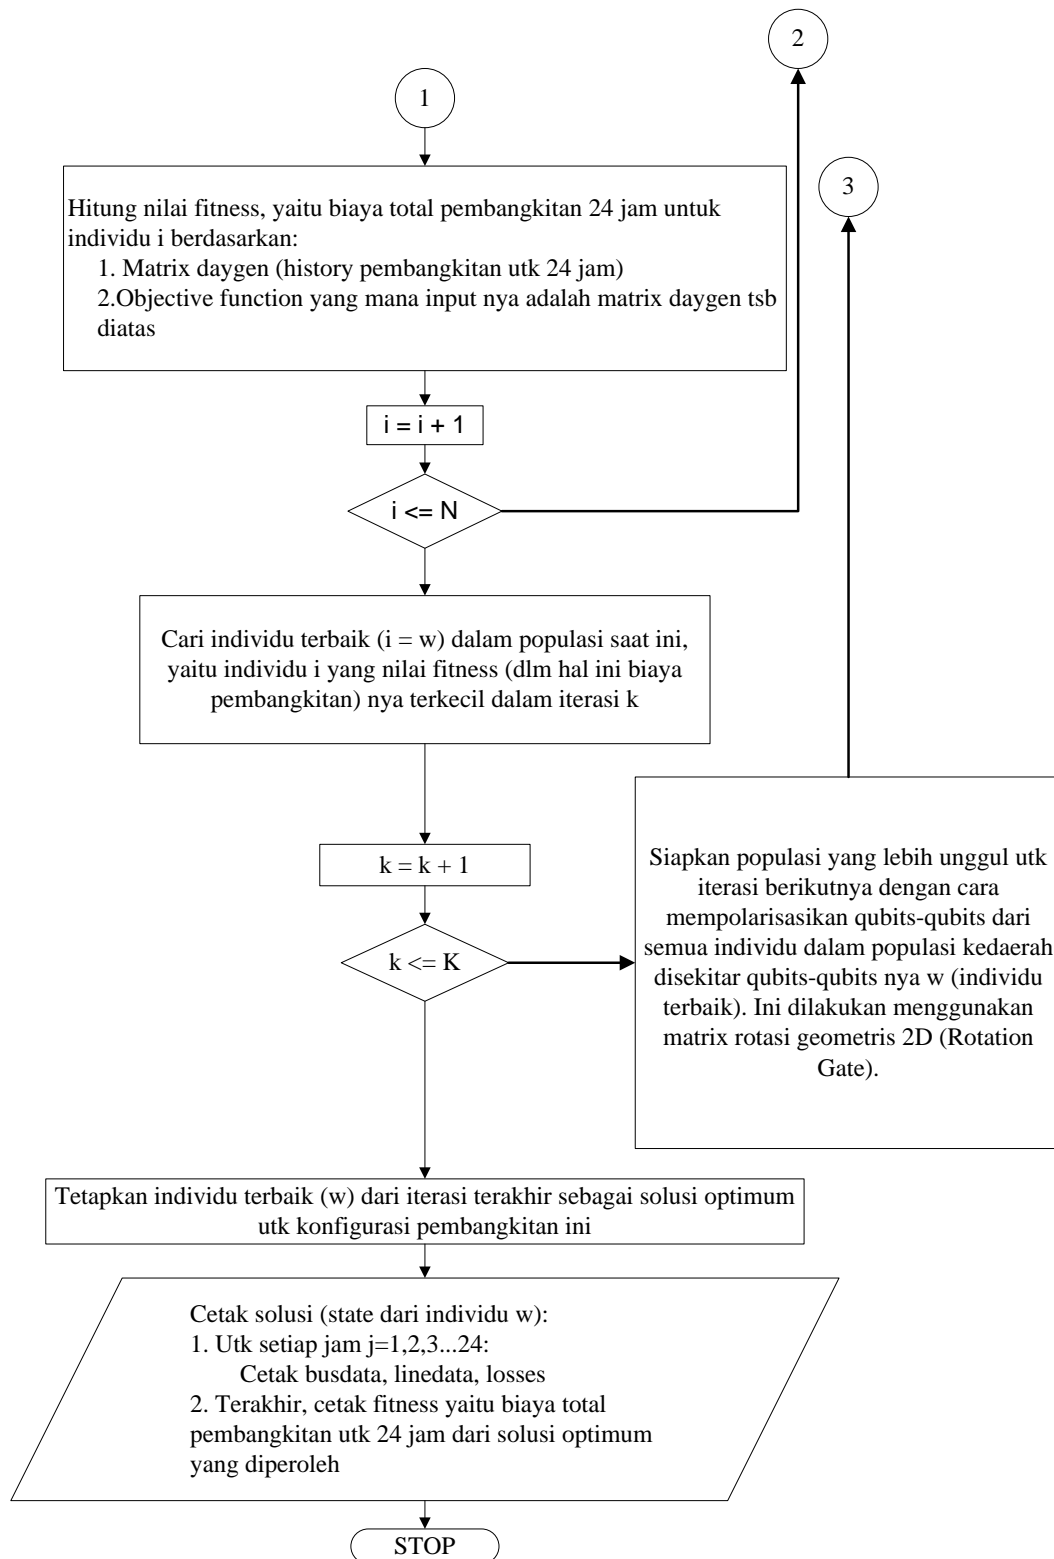 2
1
3
Hitung nilai fitness, yaitu biaya total pembangkitan 24 jam untuk
individu i berdasarkan:
1. Matrix daygen (history pembangkitan utk 24 jam)
2.Objective function yang mana input nya adalah matrix daygen tsb
diatas
i = i + 1
i <= N
Cari individu terbaik (i = w) dalam populasi saat ini,
yaitu individu i yang nilai fitness (dlm hal ini biaya
pembangkitan) nya terkecil dalam iterasi k
k = k + 1
k <= K
Siapkan populasi yang lebih unggul utk
iterasi berikutnya dengan cara
mempolarisasikan qubits-qubits dari
semua individu dalam populasi kedaerah
disekitar qubits-qubits nya w (individu
terbaik). Ini dilakukan menggunakan
matrix rotasi geometris 2D (Rotation
Gate).
Tetapkan individu terbaik (w) dari iterasi terakhir sebagai solusi optimum
utk konfigurasi pembangkitan ini
Cetak solusi (state dari individu w):
1. Utk setiap jam j=1,2,3...24:
Cetak busdata, linedata, losses
2. Terakhir, cetak fitness yaitu biaya total
pembangkitan utk 24 jam dari solusi optimum
yang diperoleh
STOP